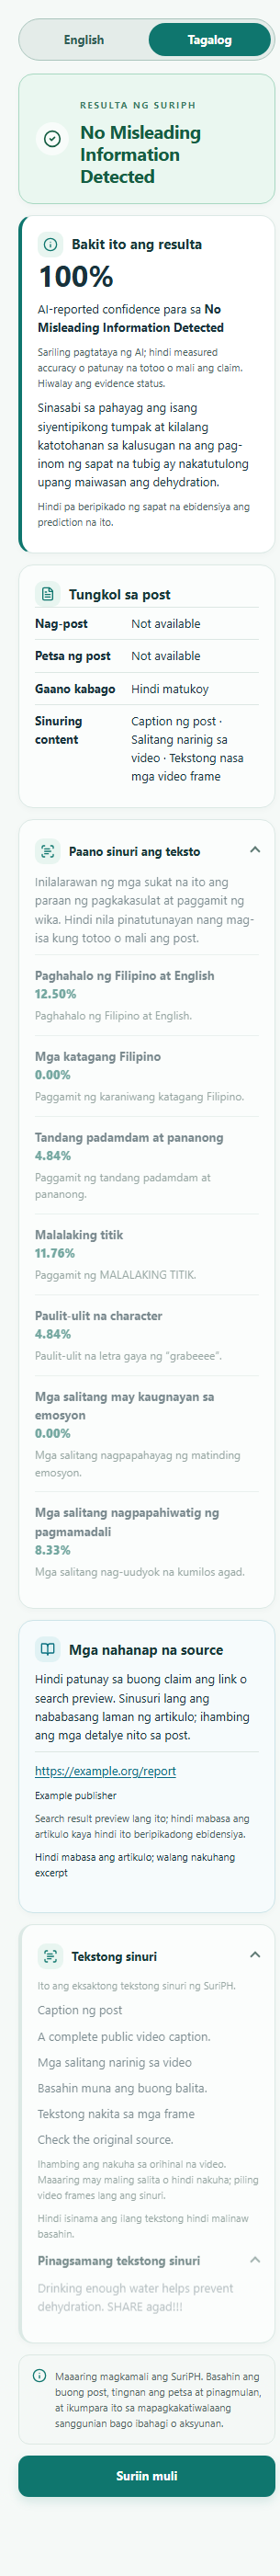 English
Tagalog
RESULTA NG SURIPH
No Misleading
Information
Detected
Bakit ito ang resulta
100%
AI-reported confidence para sa No
Misleading Information Detected
Sariling pagtataya ng AI; hindi measured
accuracy o patunay na totoo o mali ang claim.
Hiwalay ang evidence status.
Sinasabi sa pahayag ang isang
siyentipikong tumpak at kilalang
katotohanan sa kalusugan na ang pag-
inom ng sapat na tubig ay nakatutulong
upang maiwasan ang dehydration.
Hindi pa beripikado ng sapat na ebidensiya ang
prediction na ito.
Tungkol sa post
Nag-post Not available
Petsa ng post Not available
Gaano kabago Hindi matukoy
Sinuring Caption ng post ·
content Salitang narinig sa
video · Tekstong nasa
mga video frame
Paano sinuri ang teksto
Inilalarawan ng mga sukat na ito ang
paraan ng pagkakasulat at paggamit ng
wika. Hindi nila pinatutunayan nang mag-
isa kung totoo o mali ang post.
Paghahalo ng Filipino at English
12.50%
Paghahalo ng Filipino at English.
Mga katagang Filipino
0.00%
Paggamit ng karaniwang katagang Filipino.
Tandang padamdam at pananong
4.84%
Paggamit ng tandang padamdam at
pananong.
Malalaking titik
11.76%
Paggamit ng MALALAKING TITIK.
Paulit-ulit na character
4.84%
Paulit-ulit na letra gaya ng "grabeeee".
Mga salitang may kaugnayan sa
emosyon
0.00%
Mga salitang nagpapahayag ng matinding
emosyon.
Mga salitang nagpapahiwatig ng
pagmamadali
8.33%
Mga salitang nag-uudyok na kumilos agad.
Mga nahanap na source
Hindi patunay sa buong claim ang link o
search preview. Sinusuri lang ang
nababasang laman ng artikulo; ihambing
ang mga detalye nito sa post.
https://example.org/report
Example publisher
Search result preview lang ito; hindi mabasa ang
artikulo kaya hindi ito beripikadong ebidensiya.
Hindi mabasa ang artikulo; walang nakuhang
excerpt
Tekstong sinuri
Ito ang eksaktong tekstong sinuri ng SuriPH.
Caption ng post
A complete public video caption.
Mga salitang narinig sa video
Basahin muna ang buong balita.
Tekstong nakita sa mga frame
Check the original source.
Ihambing ang nakuha sa orihinal na video.
Maaaring may maling salita o hindi nakuha; piling
video frames lang ang sinuri.
Hindi isinama ang ilang tekstong hindi malinaw
basahin.
Pinagsamang tekstong sinuri
Drinking enough water helps prevent
dehydration. SHARE agad!!!
Maaaring magkamali ang SuriPH. Basahin ang
buong post, tingnan ang petsa at pinagmulan,
at ikumpara ito sa mapagkakatiwalaang
sanggunian bago ibahagi o aksyunan.
Suriin muli